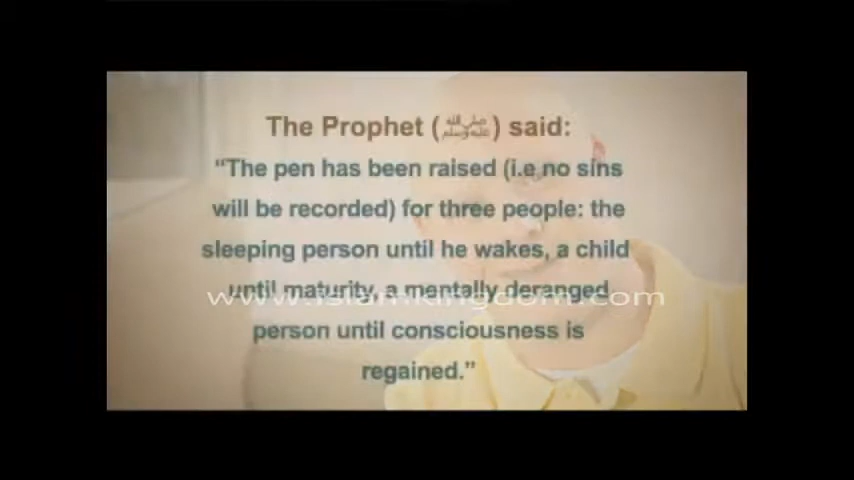 The Prophet (ﷺ) said:
“The pen has been raised (i.e no sins
will be recorded) for three people: the
sleeping person until he wakes, a child
until maturity, a mentally deranged
www.islamkingdom.com
person until consciousness is
regained.”